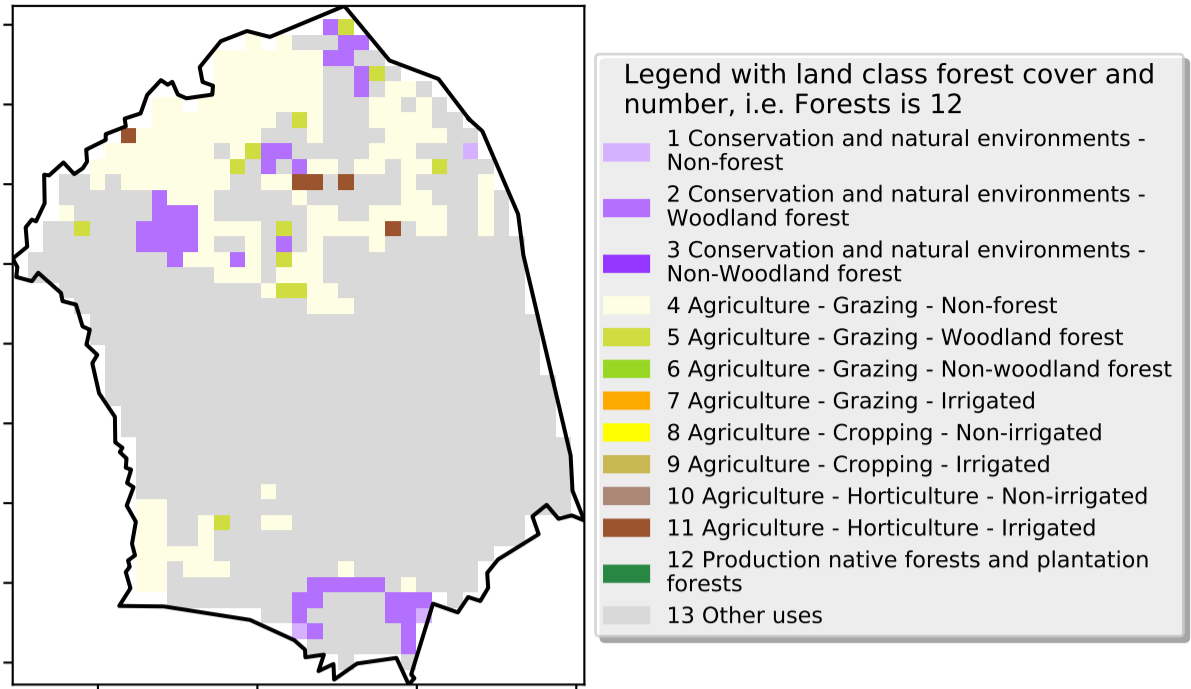 Legend with land class forest cover and
number, i.e. Forests is 12
1 Conservation and natural environments -
Non-forest
2 Conservation and natural environments -
Woodland forest
3 Conservation and natural environments -
Non-Woodland forest
4 Agriculture - Grazing - Non-forest
5 Agriculture - Grazing - Woodland forest
6 Agriculture - Grazing - Non-woodland forest
7 Agriculture - Grazing - Irrigated
8 Agriculture - Cropping - Non-irrigated
9 Agriculture - Cropping - Irrigated
10 Agriculture - Horticulture - Non-irrigated
11 Agriculture - Horticulture - Irrigated
12 Production native forests and plantation
forests
13 Other uses